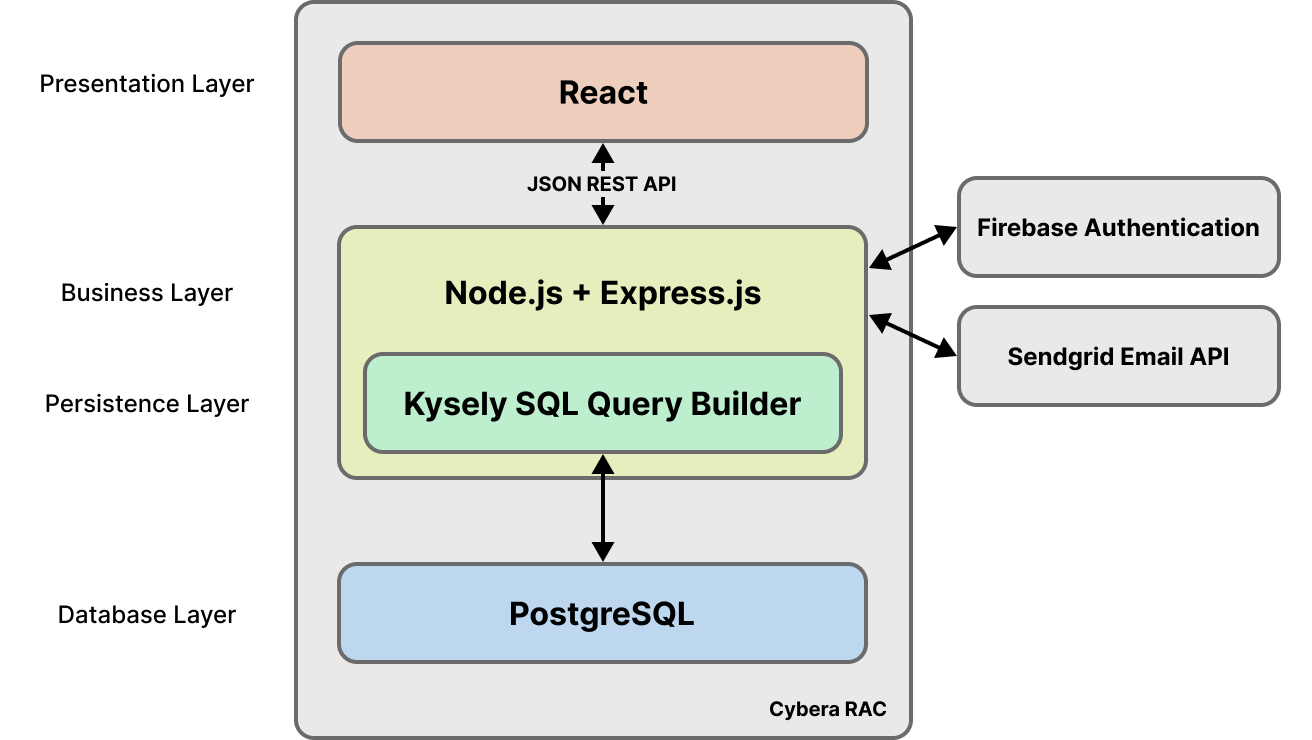 Presentation Layer
React
JSON REST API
Firebase Authentication
Business Layer
Node.js + Express.js
Sendgrid Email API
Persistence Layer
Kysely SQL Query Builder
Database Layer
PostgreSQL
Cybera RAC